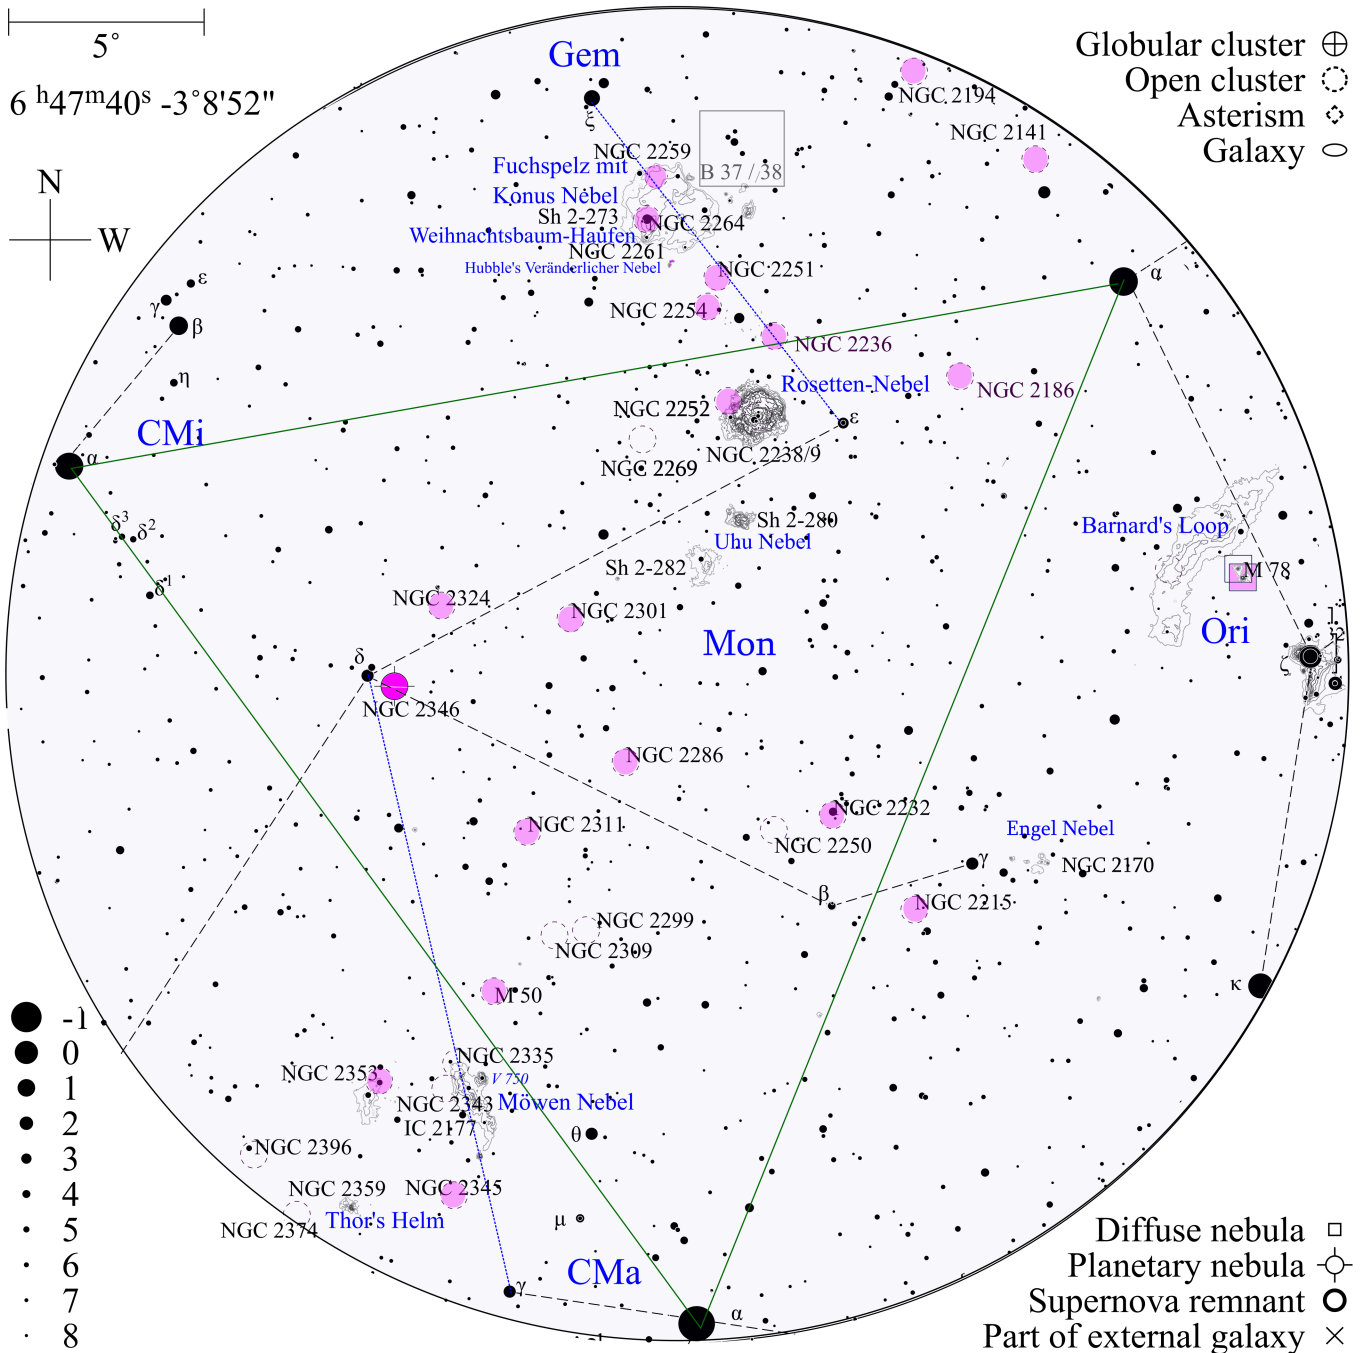 5°
6 h47m40s -3°8'52"
N
W
Globular cluster
Open cluster
Asterism
Galaxy
Gem
ξ
NGC 2194
NGC 2141
NGC 2259
Fuchspelz mit
Konus Nebel
B 37 / 38
Sh 2-273
NGC 2264
Weihnachtsbaum-Haufen
NGC 2261
Hubble's Veränderlicher Nebel
NGC 2251
NGC 2254
α
ε
γ
β
η
NGC 2236
Rosetten-Nebel
NGC 2186
NGC 2252
ε
CMi
α
NGC 2238/9
NGC 2269
δ3
δ2
δ1
Sh 2-280
Uhu Nebel
Sh 2-282
Barnard's Loop
M 78
NGC 2324
NGC 2301
Mon
Ori
ζ
δ
NGC 2346
NGC 2286
NGC 2311
NGC 2232
NGC 2250
Engel Nebel
NGC 2170
γ
β
NGC 2215
NGC 2299
NGC 2309
κ
M 50
NGC 2335
V 750
NGC 2353
NGC 2343
Möwen Nebel
IC 2177
θ
NGC 2396
NGC 2359
NGC 2345
Thor's Helm
NGC 2374
μ
CMa
γ
α
-1
0
1
2
3
4
5
6
7
8
Diffuse nebula
Planetary nebula
Supernova remnant
Part of external galaxy